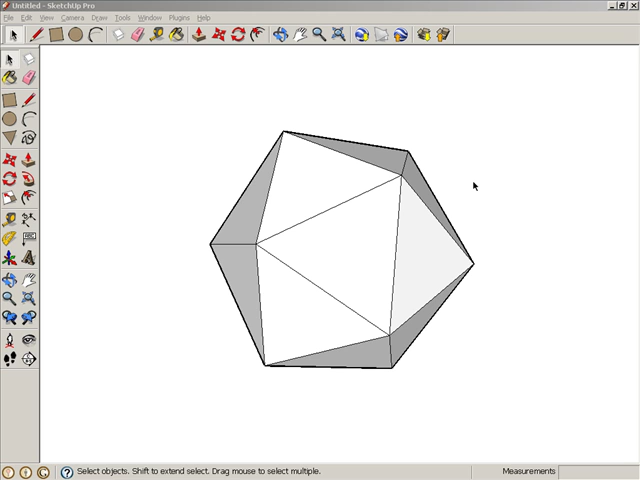 Untitled - SketchUp Pro
File Edit View Camera Draw Tools Window Plugins Help
Select objects. Shift to extend select. Drag mouse to select multiple.
Measurements